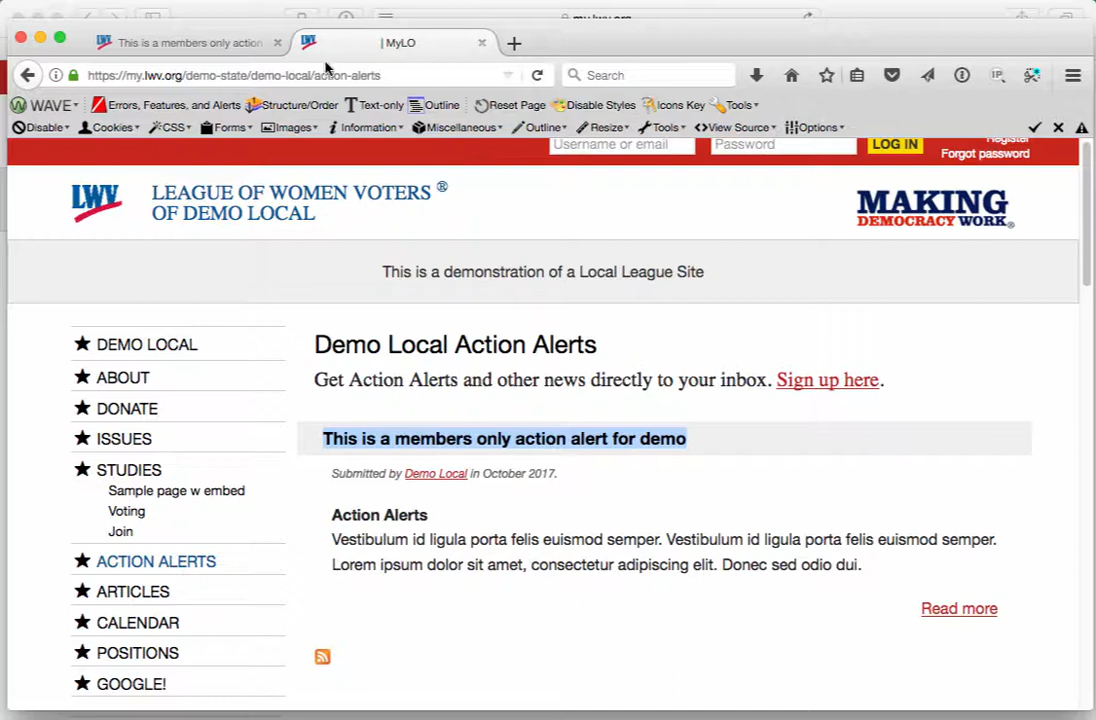 my.lwv.org
This is a members only action
| MyLO
https://my.lwv.org/demo-state/demo-local/action-alerts
Search
WAVE Errors, Features, and Alerts Structure/Order Text-only Outline Reset Page Disable Styles Icons Key Tools
Disable Cookies CSS Forms Images Information Miscellaneous Outline Resize Tools View Source Options
Username or email Password LOG IN Register
Forgot password
LWV LEAGUE OF WOMEN VOTERS ®
OF DEMO LOCAL
MAKING
DEMOCRACY WORK®
This is a demonstration of a Local League Site
DEMO LOCAL
ABOUT
DONATE
ISSUES
STUDIES
Sample page w embed
Voting
Join
ACTION ALERTS
ARTICLES
CALENDAR
POSITIONS
GOOGLE!
Demo Local Action Alerts
Get Action Alerts and other news directly to your inbox. Sign up here.
This is a members only action alert for demo
Submitted by Demo Local in October 2017.
Action Alerts
Vestibulum id ligula porta felis euismod semper. Vestibulum id ligula porta felis euismod semper.
Lorem ipsum dolor sit amet, consectetur adipiscing elit. Donec sed odio dui.
Read more